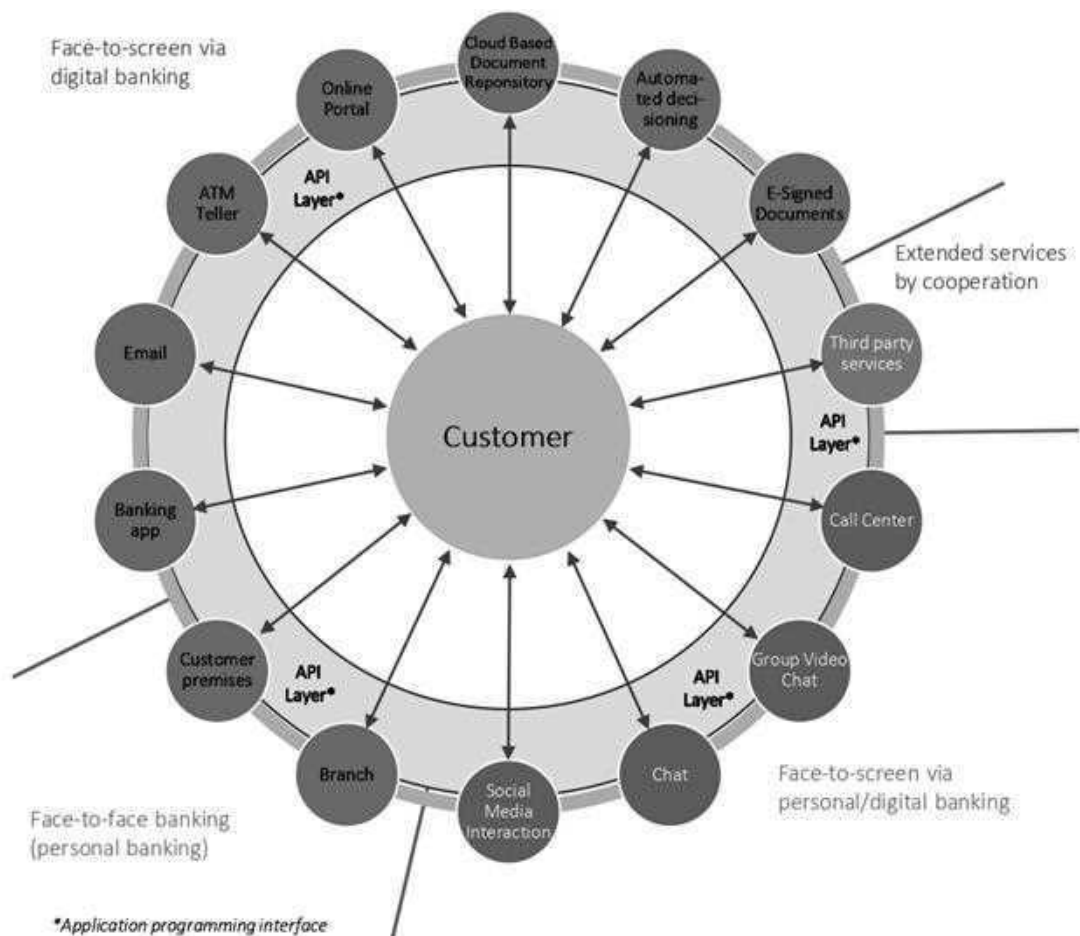 Face-to-screen via
digital banking
Cloud Based
Document
Reponsitory
Online
Portal
Automa-
ted deci-
sioning
API
Layer*
ATM
Teller
E-Signed
Documents
Extended services
by cooperation
Email
Third party
services
Customer
API
Layer*
Banking
app
Call Center
Customer
premises
API
Layer*
API
Layer*
Group Video
Chat
Branch
Social
Media
Interaction
Chat
Face-to-screen via
personal/digital banking
Face-to-face banking
(personal banking)
*Application programming interface